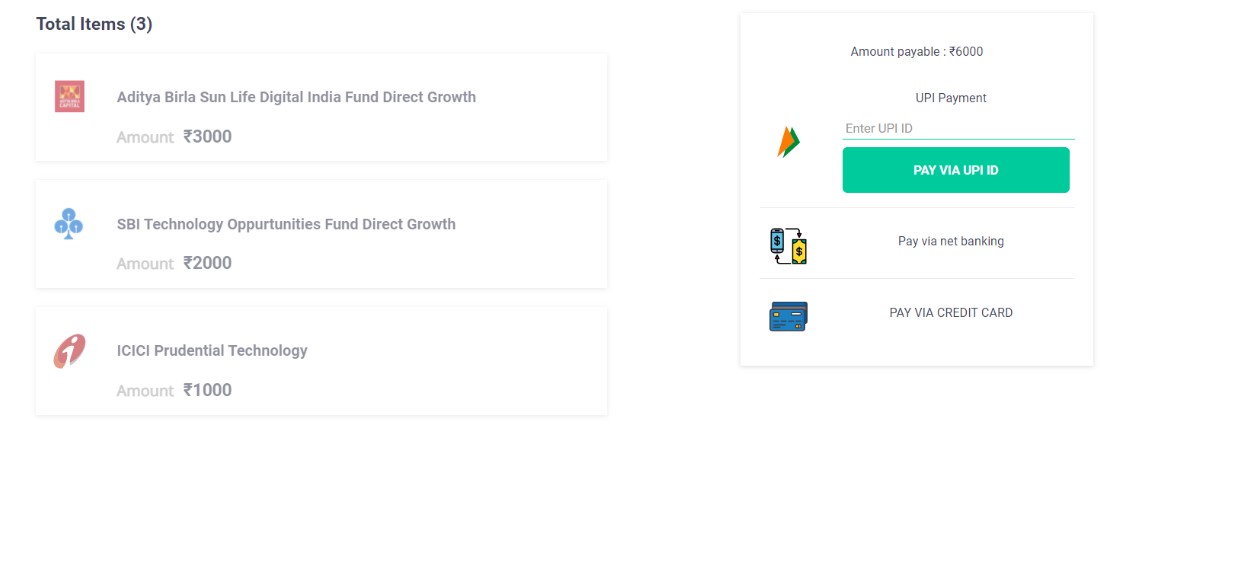 Total Items (3)
Aditya Birla Sun Life Digital India Fund Direct Growth
Amount ₹3000
SBI Technology Oppurtunities Fund Direct Growth
Amount ₹2000
ICICI Prudential Technology
Amount ₹1000
Amount payable : ₹6000
UPI Payment
Enter UPI ID
PAY VIA UPI ID
Pay via net banking
PAY VIA CREDIT CARD